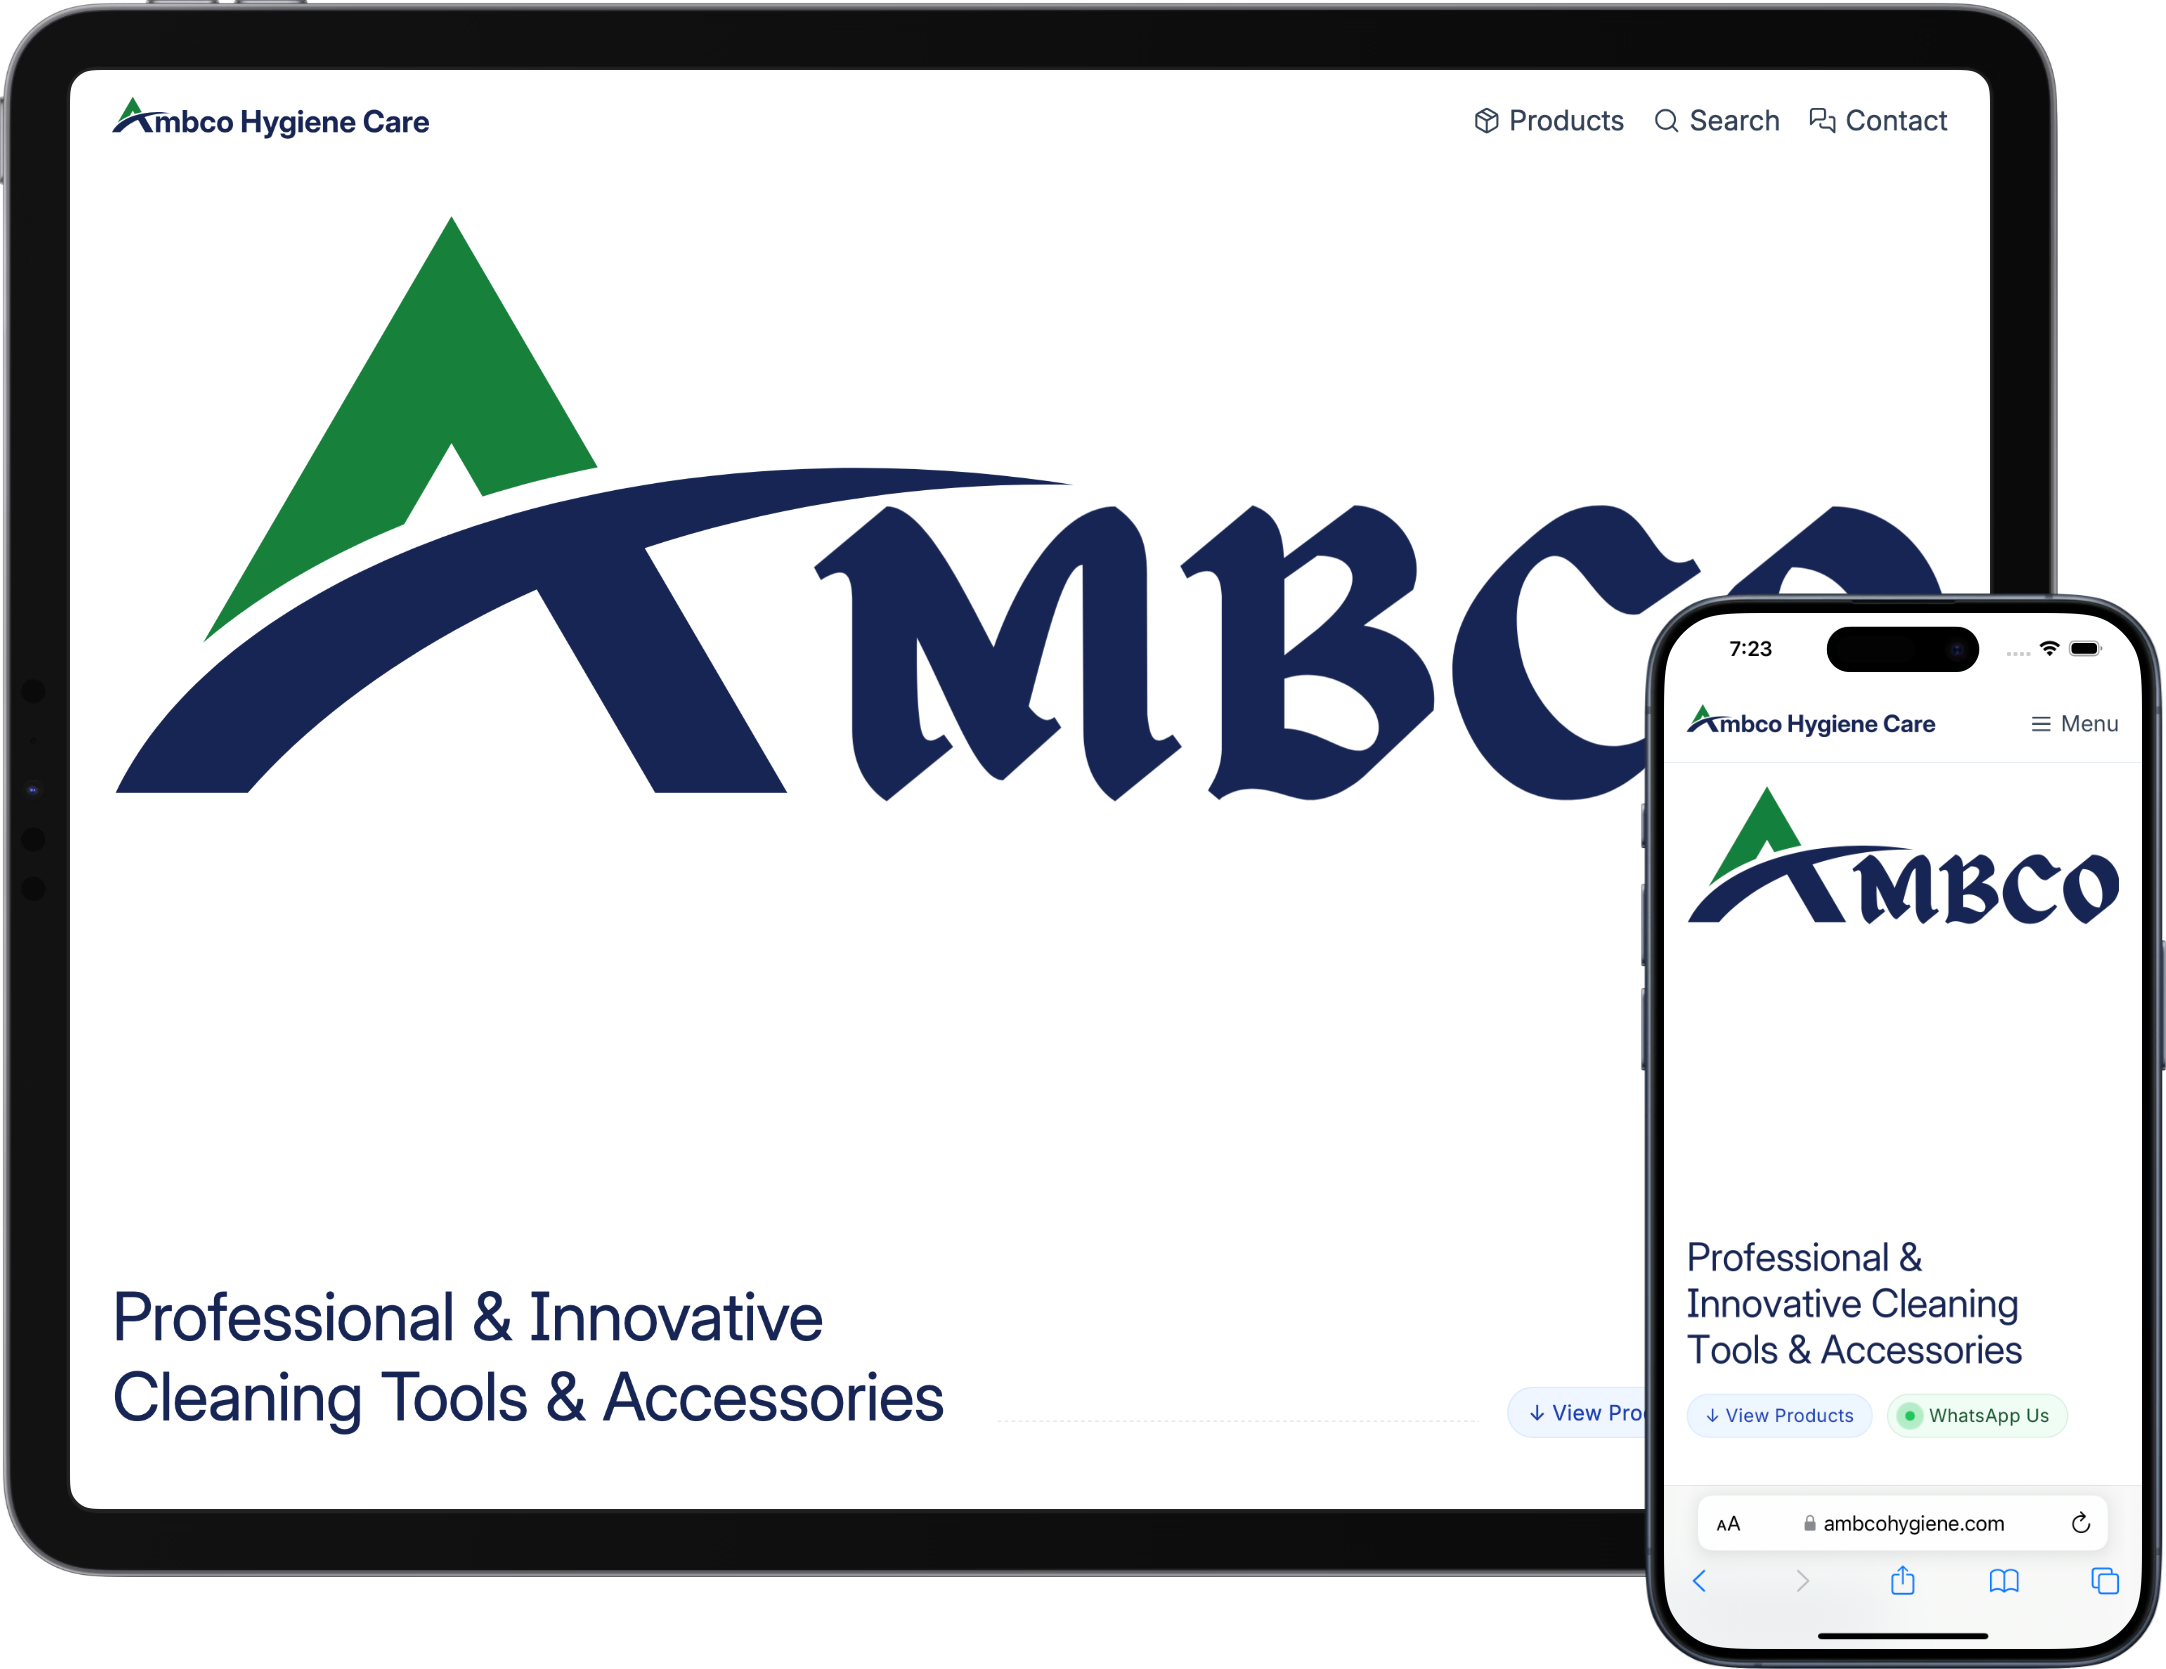 Ambco Hygiene Care
Products
Search
Contact
AMBCO
Professional & Innovative
Cleaning Tools & Accessories
View Pro
7:23
Ambco Hygiene Care
Menu
AMBCO
Professional &
Innovative Cleaning
Tools & Accessories
View Products
WhatsApp Us
AA
ambcohygiene.com